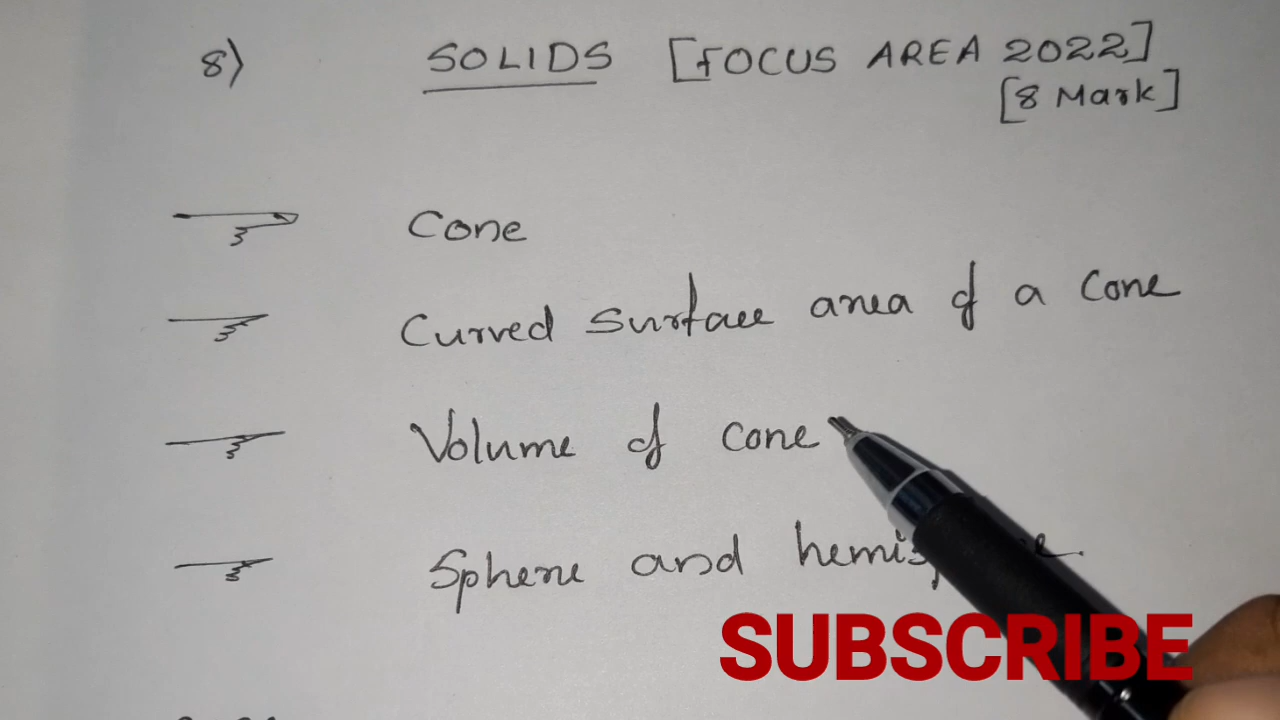 8) SOLIDS [FOCUS AREA 2022]
[8 Mark]
Cone
Curved surface area of a cone
Volume of cone
Sphere and
SUBSCRIBE